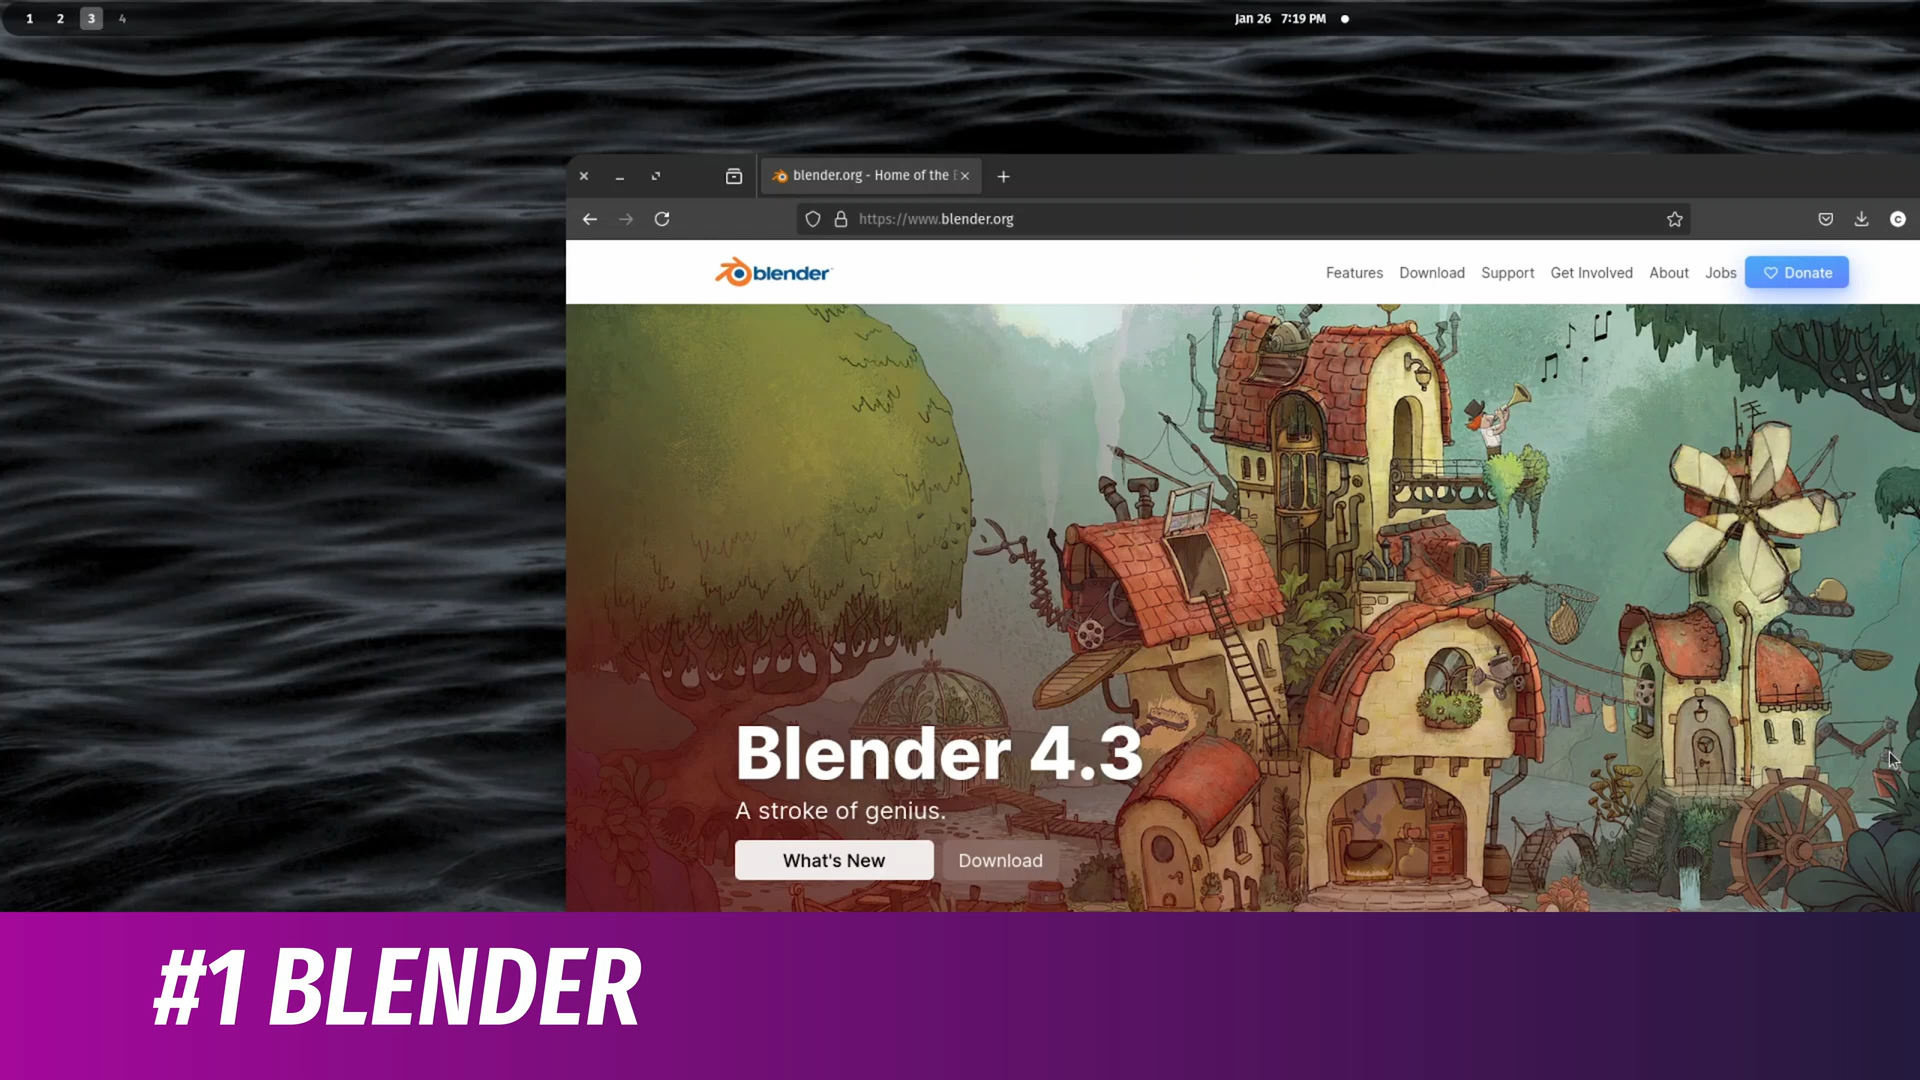 1 2 3 4
Jan 26 7:19 PM
blender.org - Home of the
https://www.blender.org
blender
Features Download Support Get Involved About Jobs Donate
Blender 4.3
A stroke of genius.
What's New Download
#1 BLENDER